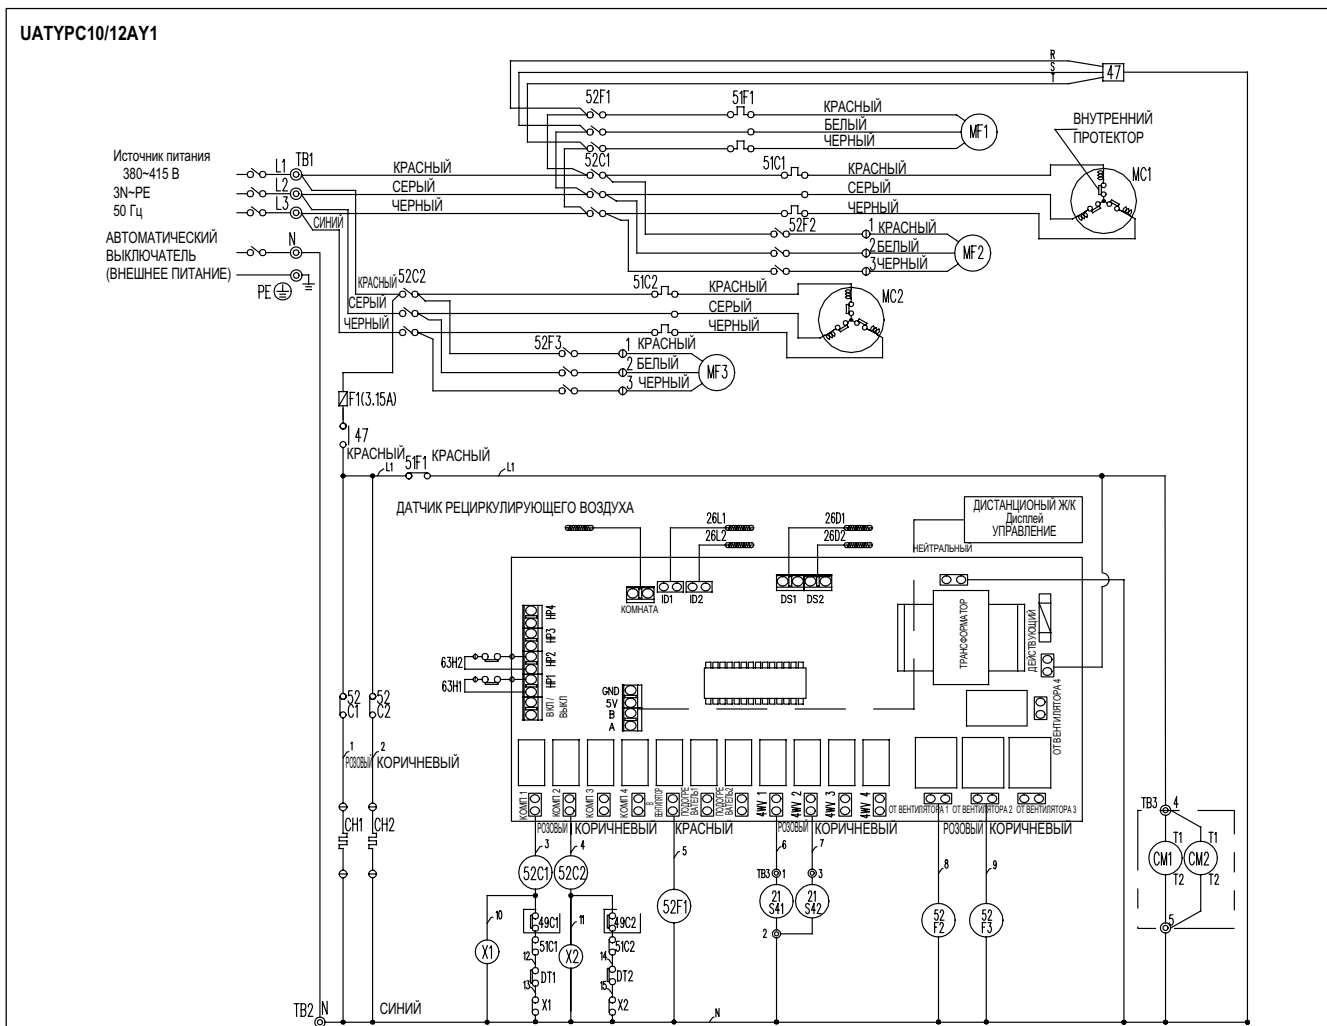 UATYPC10/12AY1
R
S
T
47
52F1
51F1
КРАСНЫЙ
БЕЛЫЙ
ЧЕРНЫЙ
MF1
ВНУТРЕННИЙ
ПРОТЕКТОР
Источник питания
380~415 В
3N~PE
50 Гц
L1
L2
L3
TB1
КРАСНЫЙ
СЕРЫЙ
ЧЕРНЫЙ
СИНИЙ
52C1
51C1
КРАСНЫЙ
СЕРЫЙ
ЧЕРНЫЙ
MC1
АВТОМАТИЧЕСКИЙ
ВЫКЛЮЧАТЕЛЬ
(ВНЕШНЕЕ ПИТАНИЕ)
N
PE
52F2
1 КРАСНЫЙ
2 БЕЛЫЙ
3 ЧЕРНЫЙ
MF2
КРАСНЫЙ
СЕРЫЙ
ЧЕРНЫЙ
52C2
51C2
КРАСНЫЙ
СЕРЫЙ
ЧЕРНЫЙ
MC2
52F3
1 КРАСНЫЙ
2 БЕЛЫЙ
3 ЧЕРНЫЙ
MF3
F1(3.15A)
47
КРАСНЫЙ
51F1
КРАСНЫЙ
L1
L1
ДАТЧИК РЕЦИРКУЛИРУЮЩЕГО ВОЗДУХА
26L1
26L2
26D1
26D2
ДИСТАНЦИОНЫЙ Ж/К
Дисплей
УПРАВЛЕНИЕ
НЕЙТРАЛЬНЫЙ
КОМНАТА
ID1
ID2
DS1
DS2
HP4
HP3
HP2
HP1
ВКЛ /
ВЫКЛ
63H2
63H1
GND
5V
B
A
ТРАНСФОРМАТОР
ДЕЙСТВУЮЩИЙ
ОТ ВЕНТИЛЯТОРА 4
52
C1
52
C2
1
2
РОЗОВЫЙ
КОРИЧНЕВЫЙ
CH1
CH2
КОМП 1
КОМП 2
КОМП 3
КОМП 4
В
ВЕНТИЛЯТОР
ПОДОГРЕ
ВАТЕЛЬ1
ПОДОГРЕ
ВАТЕЛЬ2
4WV 1
4WV 2
4WV 3
4WV 4
ОТ ВЕНТИЛЯТОРА 1
ОТ ВЕНТИЛЯТОРА 2
ОТ ВЕНТИЛЯТОРА 3
РОЗОВЫЙ
КОРИЧНЕВЫЙ
КРАСНЫЙ
РОЗОВЫЙ
КОРИЧНЕВЫЙ
РОЗОВЫЙ
КОРИЧНЕВЫЙ
3
4
5
6
7
8
9
52C1
52C2
52F1
TB3
1
3
21
S41
21
S42
2
52
F2
52
F3
10
X1
49C1
51C1
12
DT1
13
X1
11
X2
49C2
51C2
14
DT2
15
X2
TB3
4
CM1
T1
T2
CM2
T1
T2
5
TB2
N
СИНИЙ
N